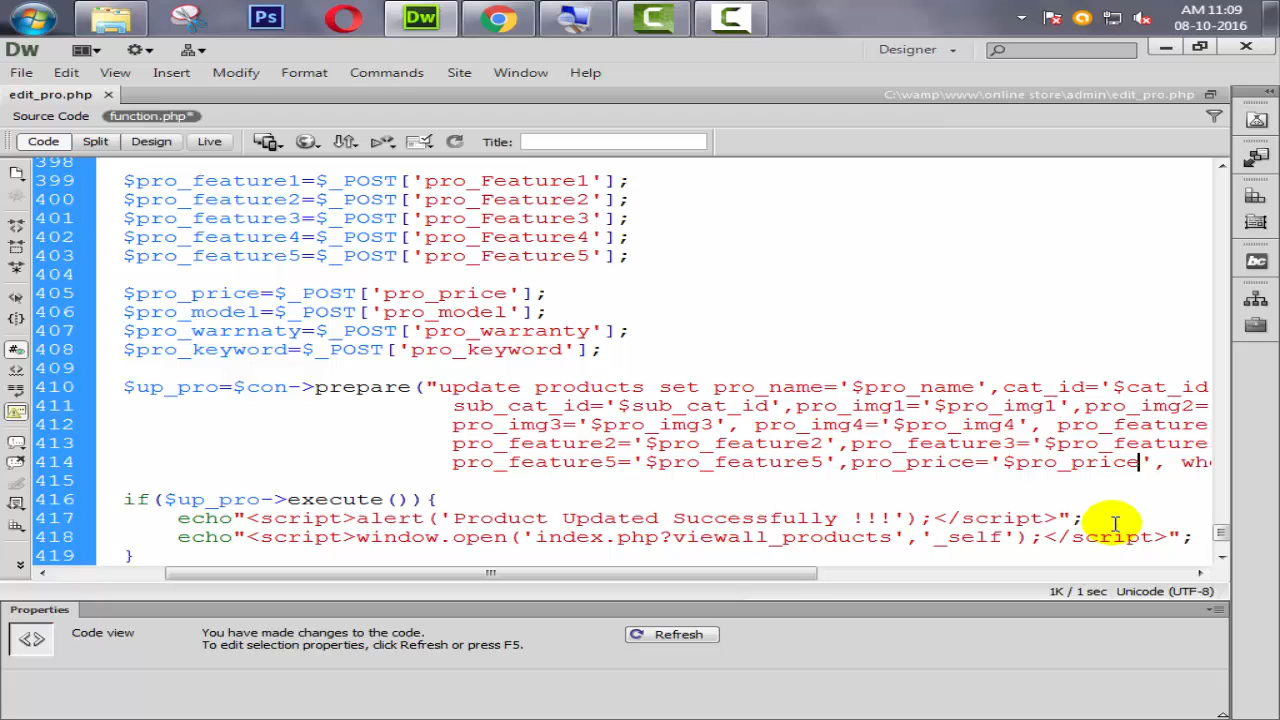 Ps
Dw
AM 11:09
08-10-2016
Dw
Designer
File Edit View Insert Modify Format Commands Site Window Help
edit_pro.php
C:\wamp\www\online store\admin\edit_pro.php
Source Code function.php*
Code Split Design Live Title:
398
399 $pro_feature1=$_POST['pro_Feature1'];
400 $pro_feature2=$_POST['pro_Feature2'];
401 $pro_feature3=$_POST['pro_Feature3'];
402 $pro_feature4=$_POST['pro_Feature4'];
403 $pro_feature5=$_POST['pro_Feature5'];
404
405 $pro_price=$_POST['pro_price'];
406 $pro_model=$_POST['pro_model'];
407 $pro_warrnaty=$_POST['pro_warranty'];
408 $pro_keyword=$_POST['pro_keyword'];
409
410 $up_pro=$con->prepare("update products set pro_name='$pro_name',cat_id='$cat_id
411 sub_cat_id='$sub_cat_id',pro_img1='$pro_img1',pro_img2=
412 pro_img3='$pro_img3', pro_img4='$pro_img4', pro_feature
413 pro_feature2='$pro_feature2',pro_feature3='$pro_feature
414 pro_feature5='$pro_feature5',pro_price='$pro_price', who
415
416 if($up_pro->execute()){
417 echo"<script>alert('Product Updated Successfully !!!');</script>";
418 echo"<script>window.open('index.php?viewall_products','_self');</script>";
419 }
1K / 1 sec Unicode (UTF-8)
Properties
Code view
You have made changes to the code.
To edit selection properties, click Refresh or press F5.
Refresh